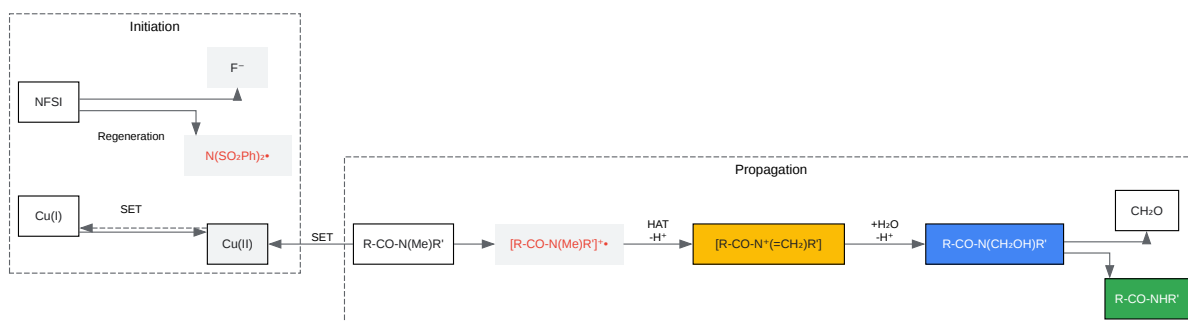 Initiation
F⁻
NFSI
Regeneration
N(SO₂Ph)₂•
Cu(I)
SET
Cu(II)
SET
Propagation
R-CO-N(Me)R'
[R-CO-N(Me)R']⁺•
HAT
-H⁺
[R-CO-N⁺(=CH₂)R']
+H₂O
-H⁺
R-CO-N(CH₂OH)R'
CH₂O
R-CO-NHR'